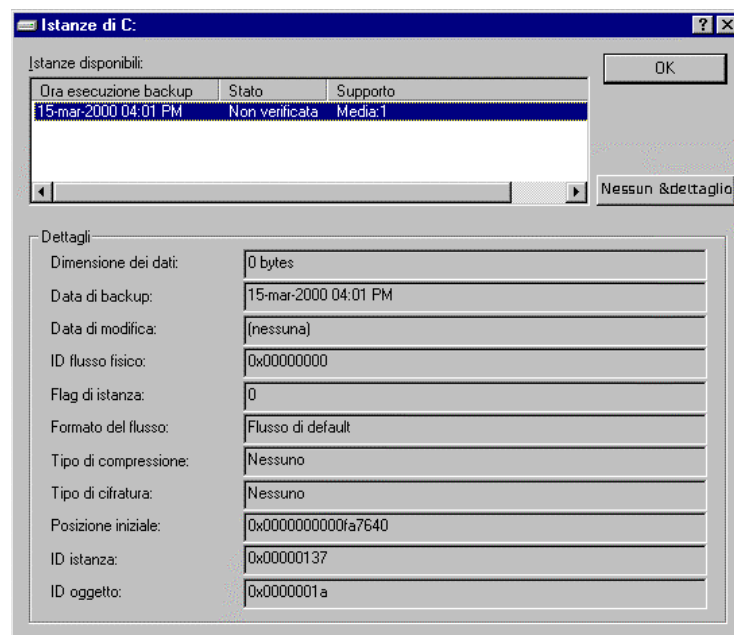 Istanze di C:
Istanze disponibili:
OK
Ora esecuzione backup Stato Supporto
15-mar-2000 04:01 PM Non verificata Media:1
Nessun &dettaglio
Dettagli
Dimensione dei dati: 0 bytes
Data di backup: 15-mar-2000 04:01 PM
Data di modifica: (nessuna)
ID flusso fisico: 0x00000000
Flag di istanza: 0
Formato del flusso: Flusso di default
Tipo di compressione: Nessuno
Tipo di cifratura: Nessuno
Posizione iniziale: 0x0000000000fa7640
ID istanza: 0x00000137
ID oggetto: 0x0000001a